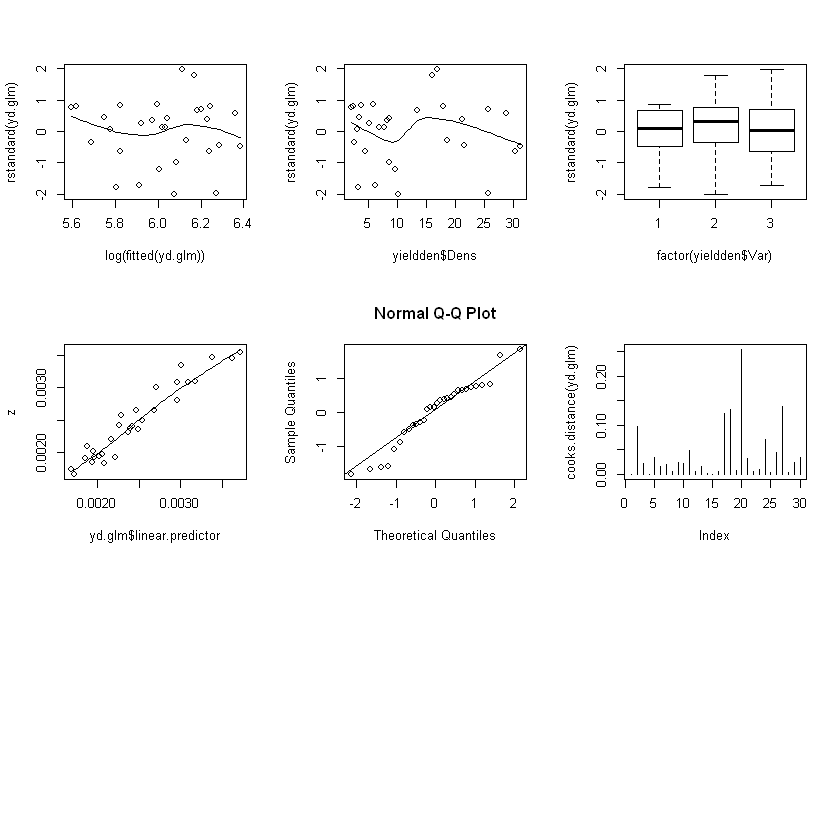 rstandard(yd.glm)
2
1
0
-1
-2
5.6 5.8 6.0 6.2 6.4
log(fitted(yd.glm))
rstandard(yd.glm)
2
1
0
-1
-2
5 10 15 20 25 30
yieldden$Dens
rstandard(yd.glm)
2
1
0
-1
-2
1 2 3
factor(yieldden$Var)
z
0.0030
0.0020
0.0020 0.0030
yd.glm$linear.predictor
Normal Q-Q Plot
Sample Quantiles
1
0
-1
-2 -1 0 1 2
Theoretical Quantiles
cooks.distance(yd.glm)
0.20
0.10
0.00
0 5 10 15 20 25 30
Index